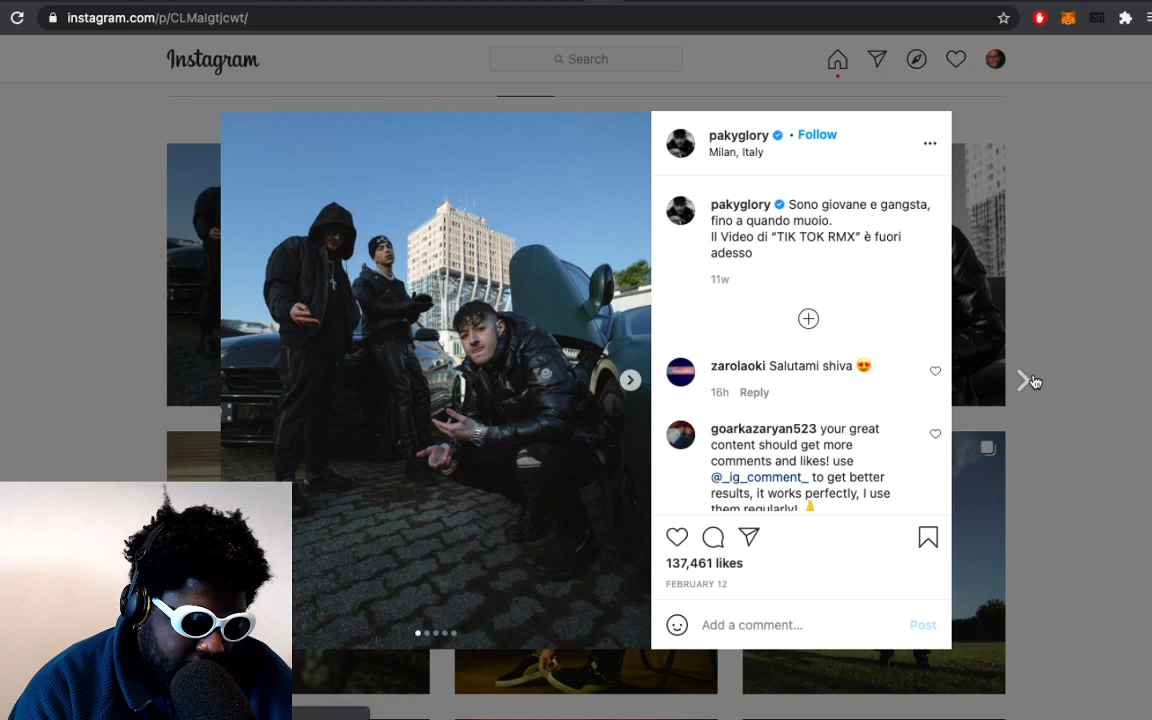 instagram.com/p/CLMalgtjcwt/
Instagram
Search
pakyglory • Follow
Milan, Italy
pakyglory Sono giovane e gangsta,
fino a quando muoio.
Il Video di “TIK TOK RMX” è fuori
adesso
11w
zarolaoki Salutami shiva 😍
16h Reply
goarkazaryan523 your great
content should get more
comments and likes! use
@_ig_comment_ to get better
results, it works perfectly, I use
them regularly! 👆
137,461 likes
FEBRUARY 12
Add a comment...
Post